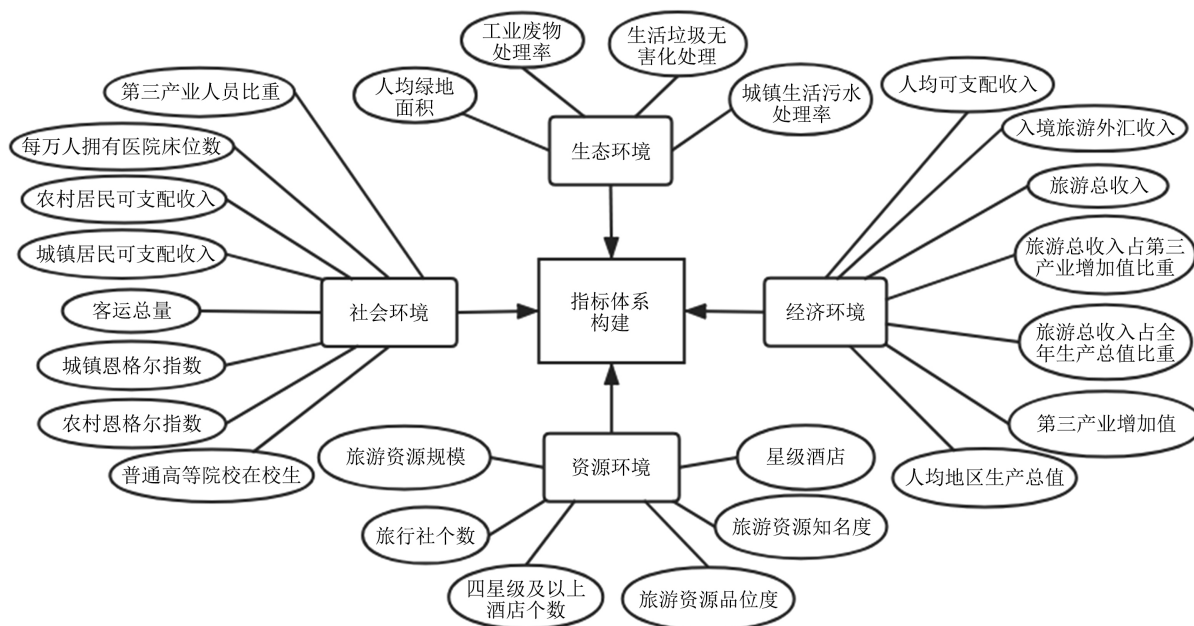 工业废物
处理率
生活垃圾无
害化处理
人均绿地
面积
城镇生活污水
处理率
生态环境
第三产业人员比重
每万人拥有医院床位数
农村居民可支配收入
城镇居民可支配收入
客运总量
城镇恩格尔指数
农村恩格尔指数
普通高等院校在校生
社会环境
指标体系
构建
经济环境
人均可支配收入
入境旅游外汇收入
旅游总收入
旅游总收入占第三
产业增加值比重
旅游总收入占全
年生产总值比重
第三产业增加值
人均地区生产总值
资源环境
旅游资源规模
星级酒店
旅行社个数
旅游资源知名度
四星级及以上
酒店个数
旅游资源品位度